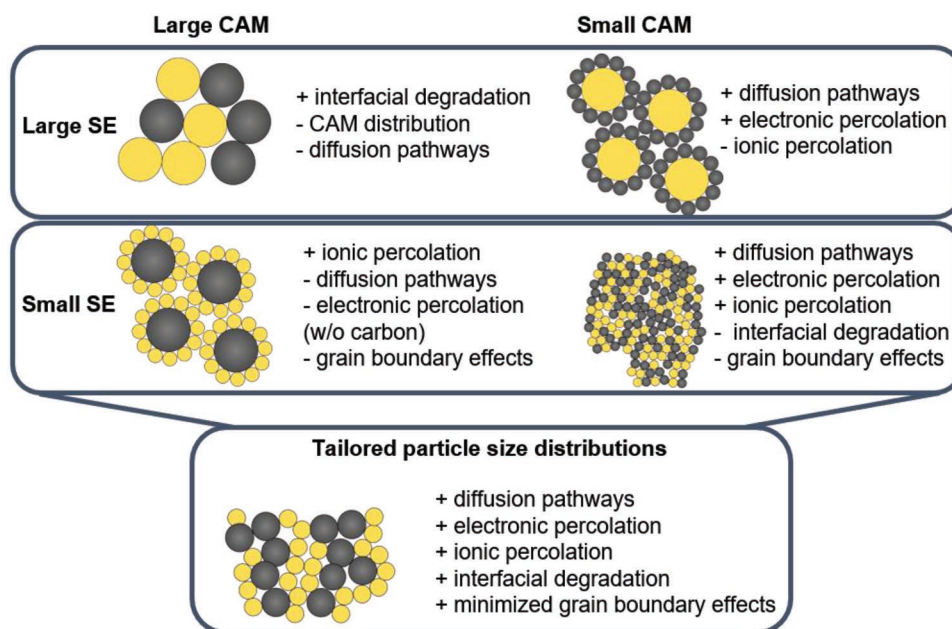 Large CAM
Small CAM
Large SE
+ interfacial degradation
- CAM distribution
- diffusion pathways
+ diffusion pathways
+ electronic percolation
- ionic percolation
Small SE
+ ionic percolation
- diffusion pathways
- electronic percolation
(w/o carbon)
- grain boundary effects
+ diffusion pathways
+ electronic percolation
+ ionic percolation
- interfacial degradation
- grain boundary effects
Tailored particle size distributions
+ diffusion pathways
+ electronic percolation
+ ionic percolation
+ interfacial degradation
+ minimized grain boundary effects